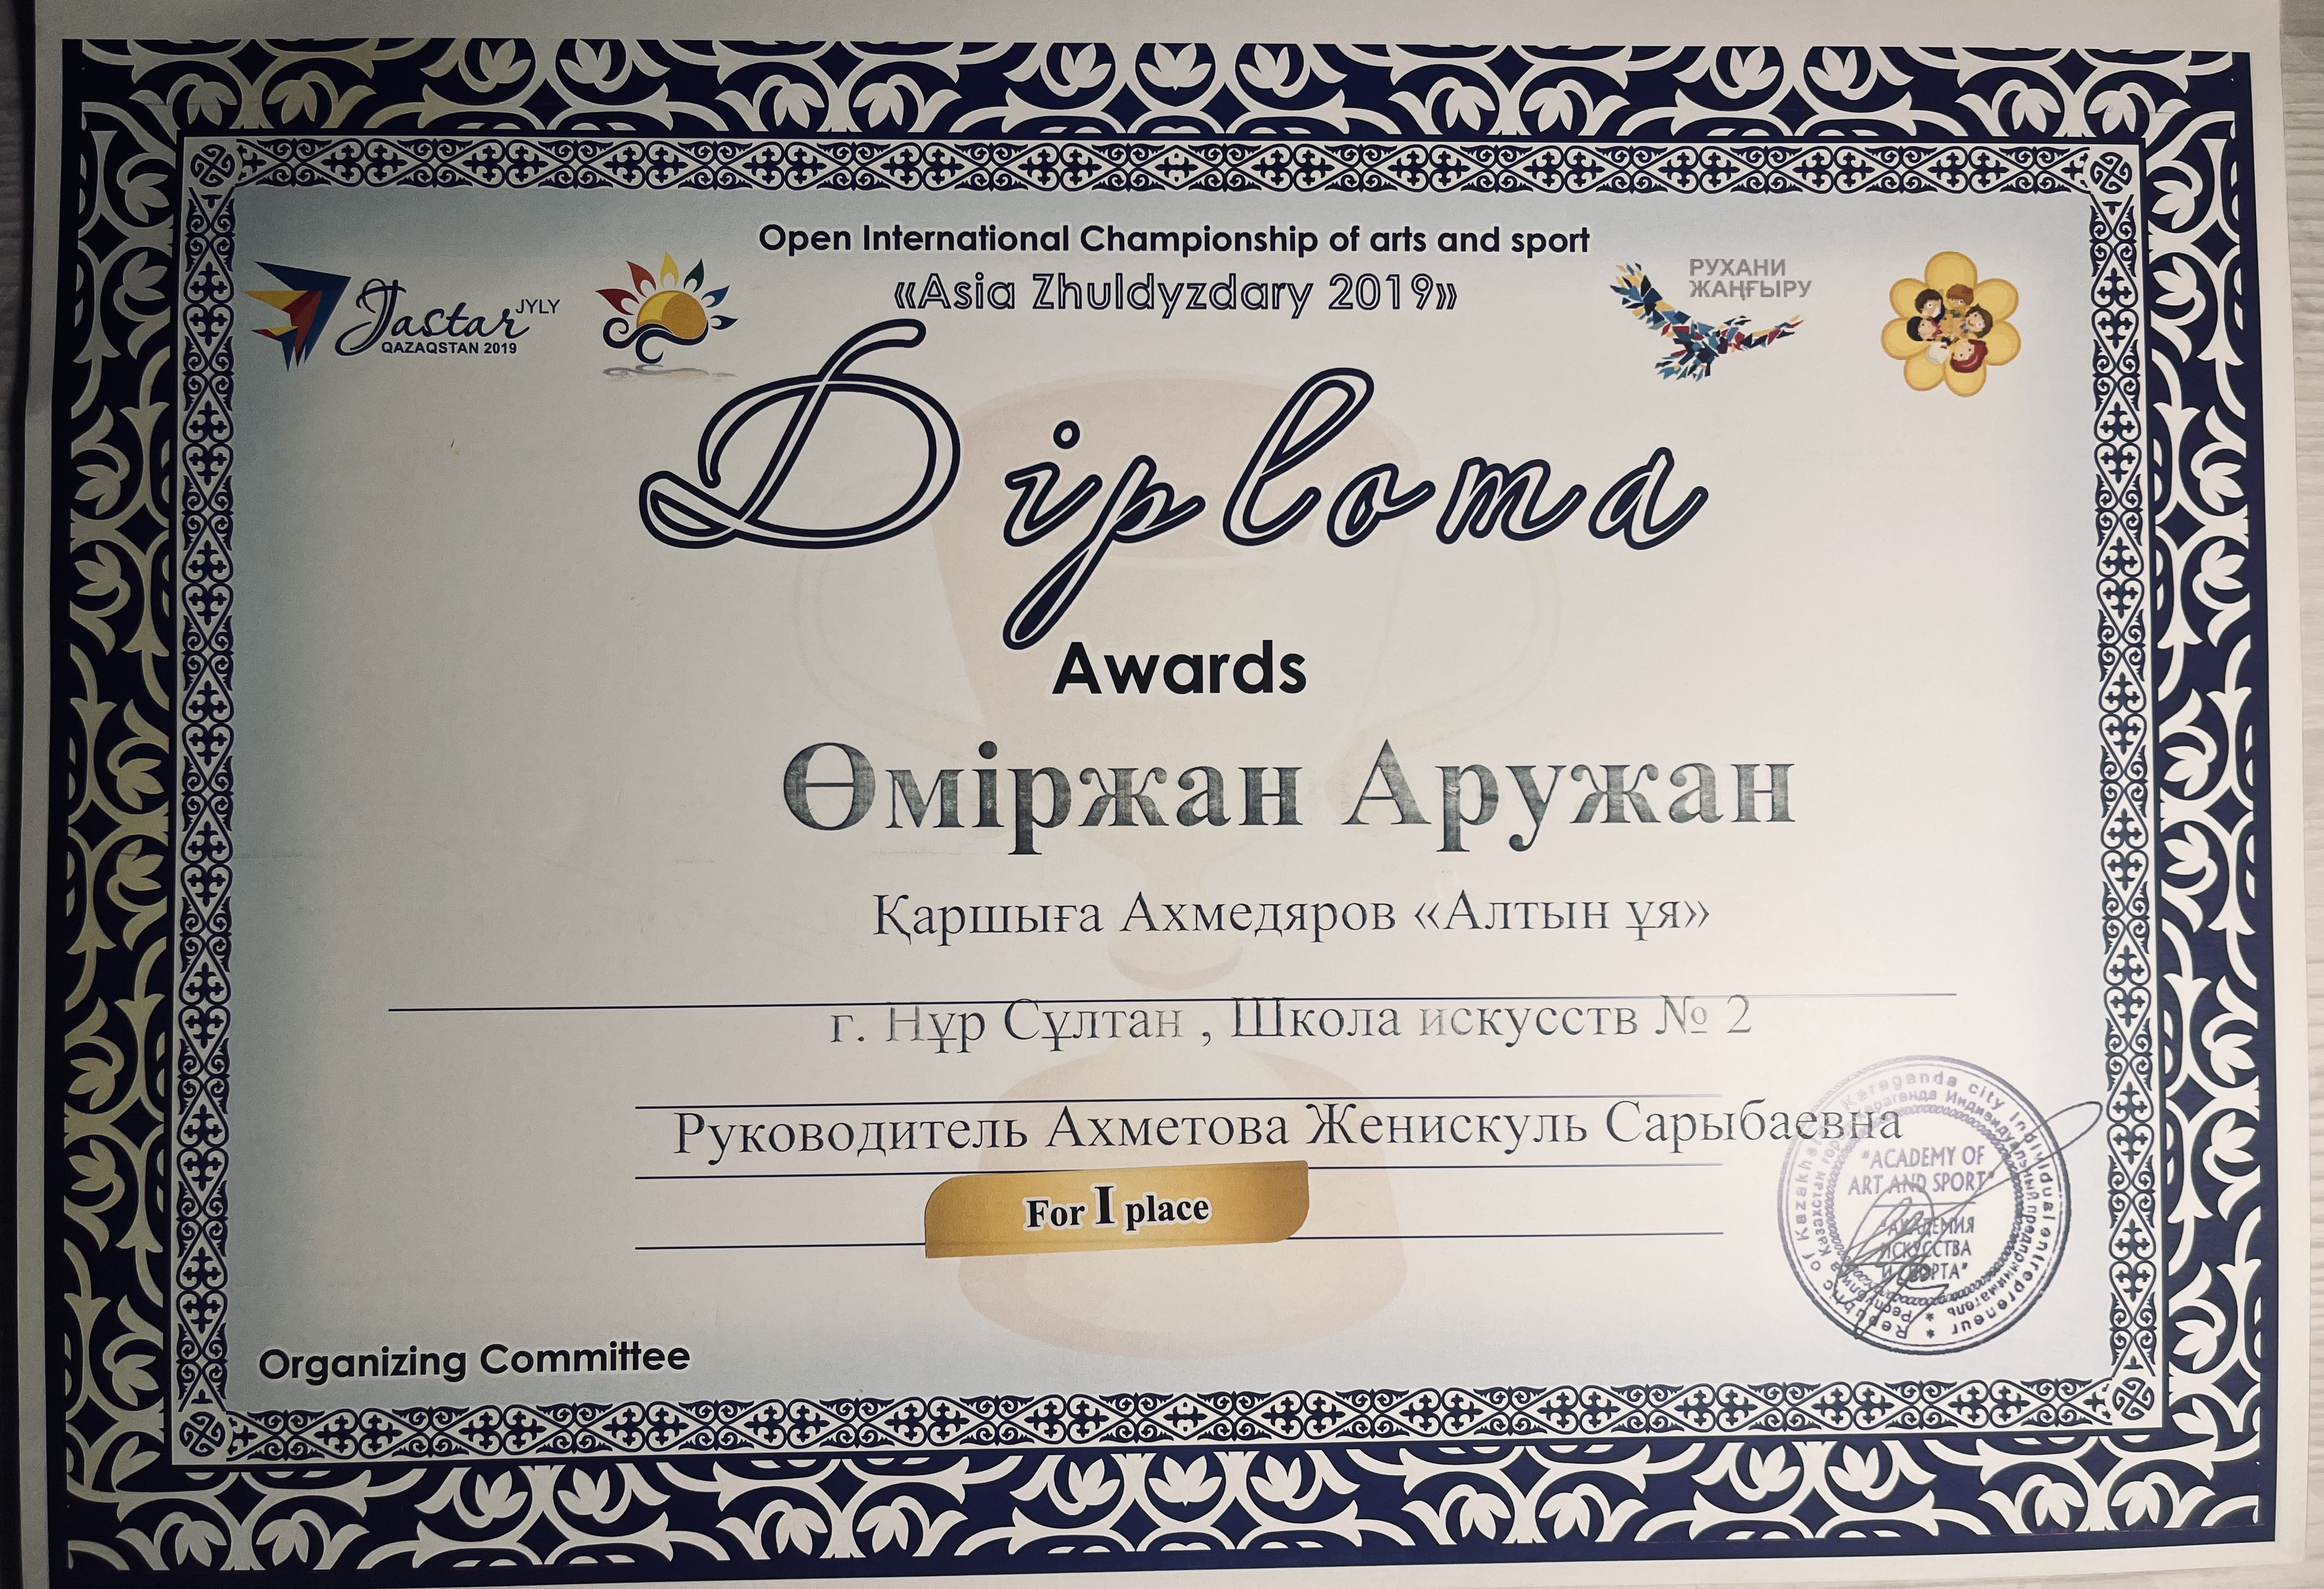 Open International Championship of arts and sport
«Asia Zhuldyzdary 2019»
Jastar JYLY
QAZAQSTAN 2019
РУХАНИ
ЖАҢҒЫРУ
Diploma
Awards
Өміржан Аружан
Қаршыға Ахмедяров «Алтын ұя»
г. Нұр Сұлтан , Школа искусств № 2
Руководитель Ахметова Женискуль Сарыбаевна
For I place
Republic of Kazakhstan Karaganda city Individual entrepreneur
Республика Казахстан город Караганда Индивидуальный предприниматель
"ACADEMY OF
ART AND SPORT"
"АКАДЕМИЯ
ИСКУССТВА
И СПОРТА"
Organizing Committee